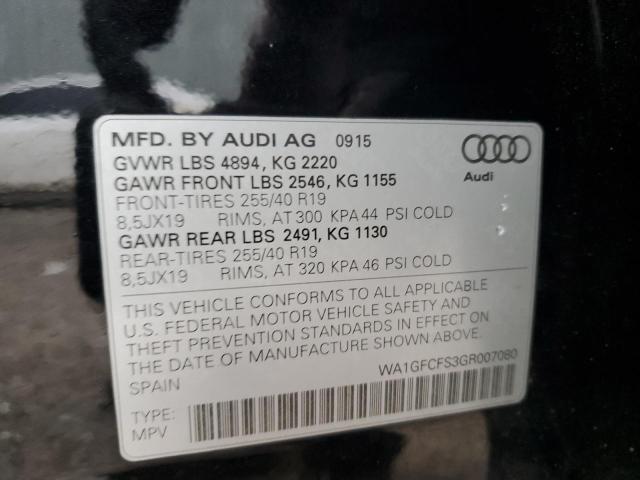 MFD. BY AUDI AG 0915
GVWR LBS 4894, KG 2220
GAWR FRONT LBS 2546, KG 1155
FRONT-TIRES 255/40 R19
8,5JX19 RIMS, AT 300 KPA 44 PSI COLD
GAWR REAR LBS 2491, KG 1130
REAR-TIRES 255/40 R19
8,5JX19 RIMS, AT 320 KPA 46 PSI COLD
Audi
THIS VEHICLE CONFORMS TO ALL APPLICABLE
U.S. FEDERAL MOTOR VEHICLE SAFETY AND
THEFT PREVENTION STANDARDS IN EFFECT ON
THE DATE OF MANUFACTURE SHOWN ABOVE
SPAIN
WA1GFCFS3GR007080
TYPE:
MPV